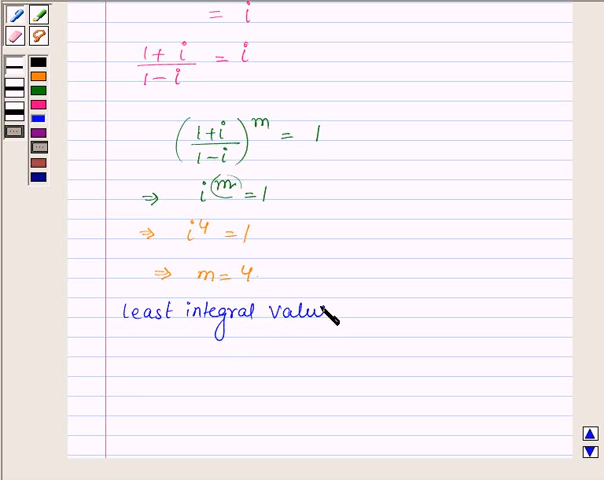 = i
1 + i / 1 - i = i
(1+i / 1-i)^m = 1
⇒ i^m = 1
⇒ i^4 = 1
⇒ m = 4.
Least integral valu